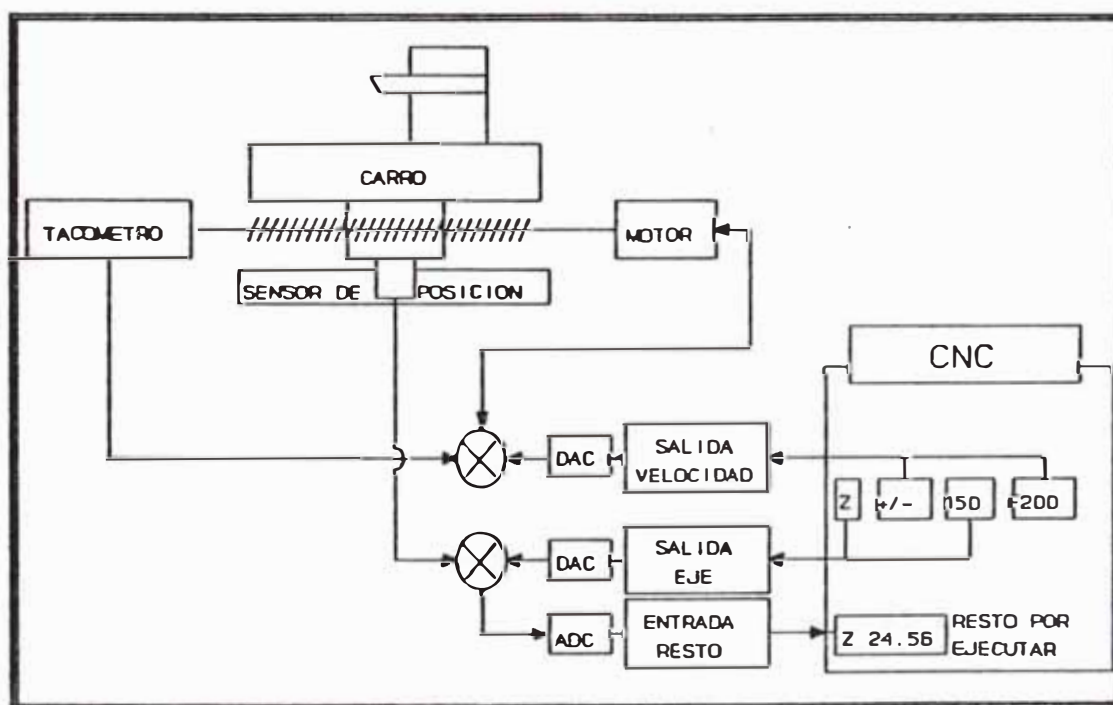 CARRO
TACOMETRO
MOTOR
SENSOR DE POSICION
CNC
DAC
SALIDA
VELOCIDAD
Z
+/-
150
F200
DAC
SALIDA
EJE
ADC
ENTRADA
RESTO
Z 24.56
RESTO POR
EJECUTAR